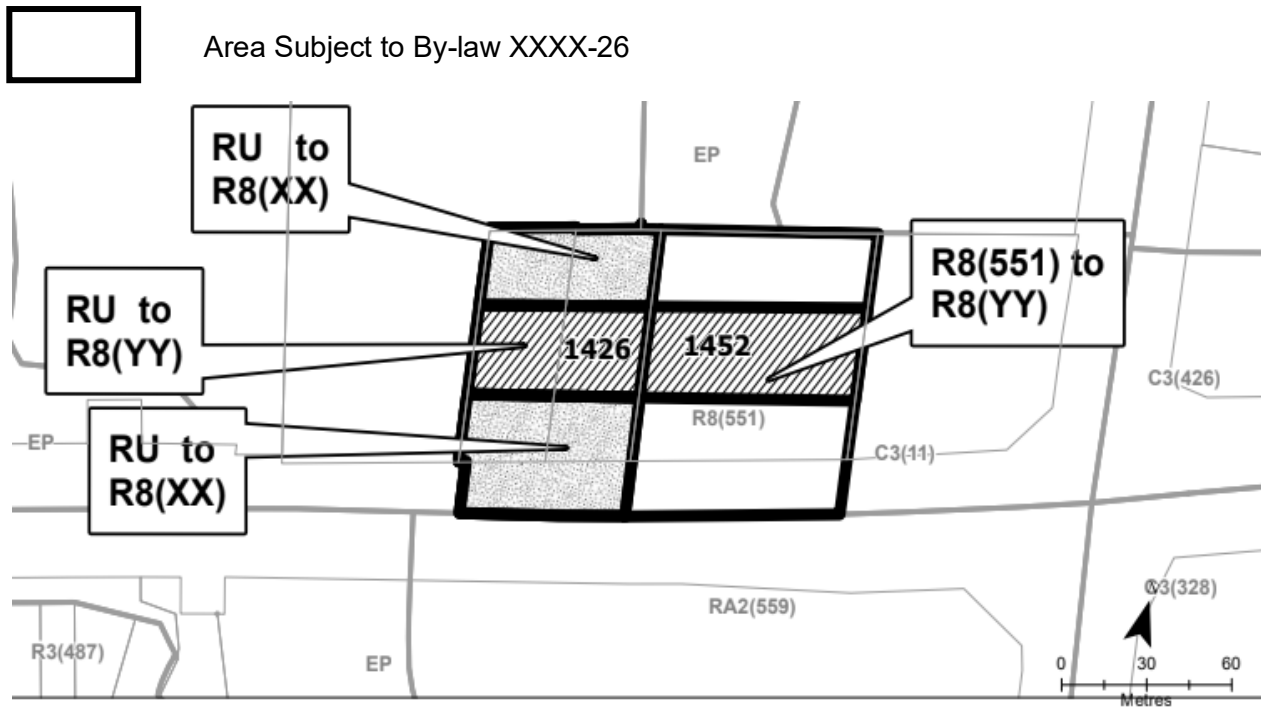 Area Subject to By-law XXXX-26
RU to
R8(XX)
EP
R8(551) to
R8(YY)
RU to
R8(YY)
1426
1452
C3(426)
R8(551)
EP
RU to
R8(XX)
C3(11)
C3(328)
RA2(559)
R3(487)
EP
0 30 60
Metres